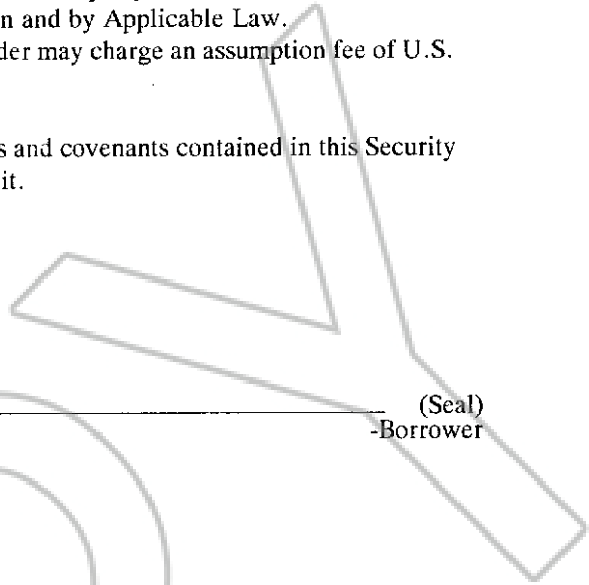 n and by Applicable Law.
der may charge an assumption fee of U.S.
s and covenants contained in this Security
it.
(Seal)
-Borrower